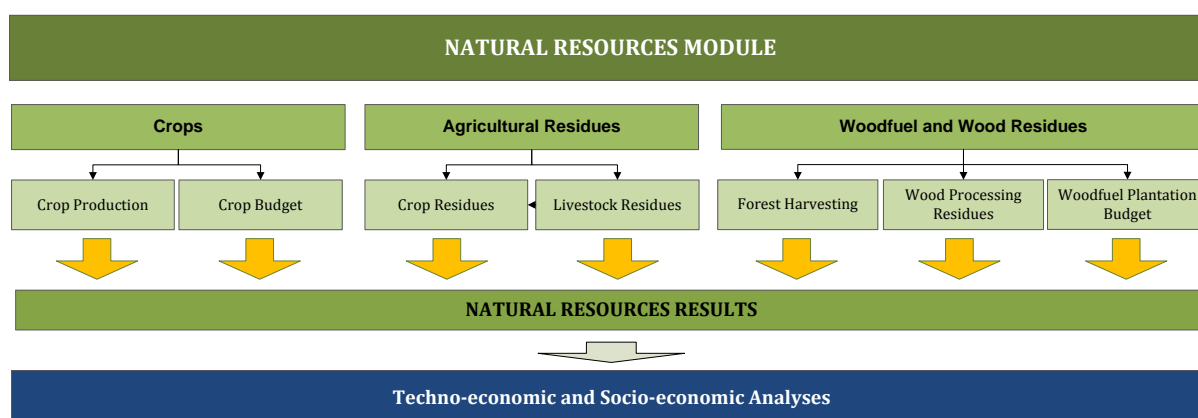 NATURAL RESOURCES MODULE
Crops
Agricultural Residues
Woodfuel and Wood Residues
Crop Production
Crop Budget
Crop Residues
Livestock Residues
Forest Harvesting
Wood Processing
Residues
Woodfuel Plantation
Budget
NATURAL RESOURCES RESULTS
Techno-economic and Socio-economic Analyses